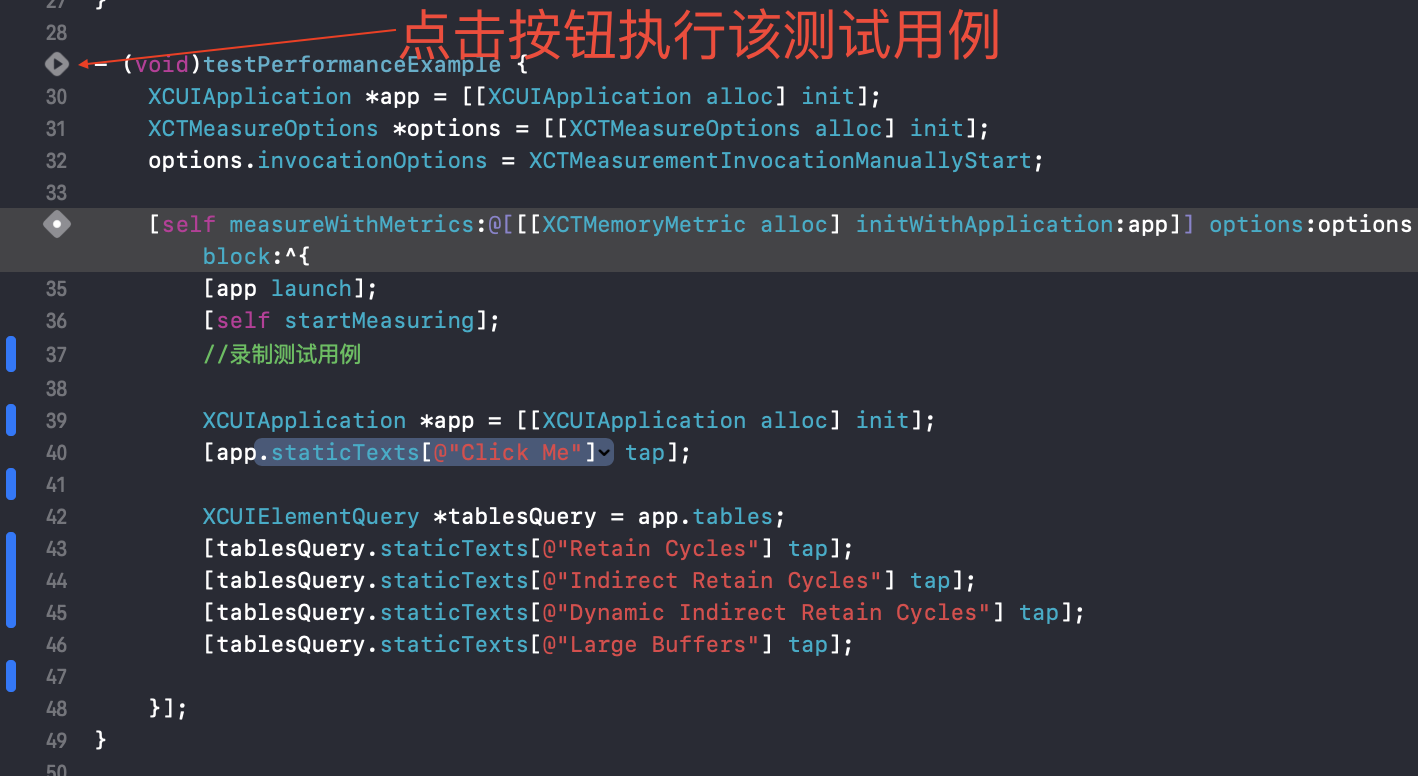 27 }
28
点击按钮执行该测试用例
- (void)testPerformanceExample {
30 XCUIApplication *app = [[XCUIApplication alloc] init];
31 XCTMeasureOptions *options = [[XCTMeasureOptions alloc] init];
32 options.invocationOptions = XCTMeasurementInvocationManuallyStart;
33
[self measureWithMetrics:@[[[XCTMemoryMetric alloc] initWithApplication:app]] options:options
block:^{
35 [app launch];
36 [self startMeasuring];
37 //录制测试用例
38
39 XCUIApplication *app = [[XCUIApplication alloc] init];
40 [app.staticTexts[@"Click Me"] tap];
41
42 XCUIElementQuery *tablesQuery = app.tables;
43 [tablesQuery.staticTexts[@"Retain Cycles"] tap];
44 [tablesQuery.staticTexts[@"Indirect Retain Cycles"] tap];
45 [tablesQuery.staticTexts[@"Dynamic Indirect Retain Cycles"] tap];
46 [tablesQuery.staticTexts[@"Large Buffers"] tap];
47
48 }];
49 }
50